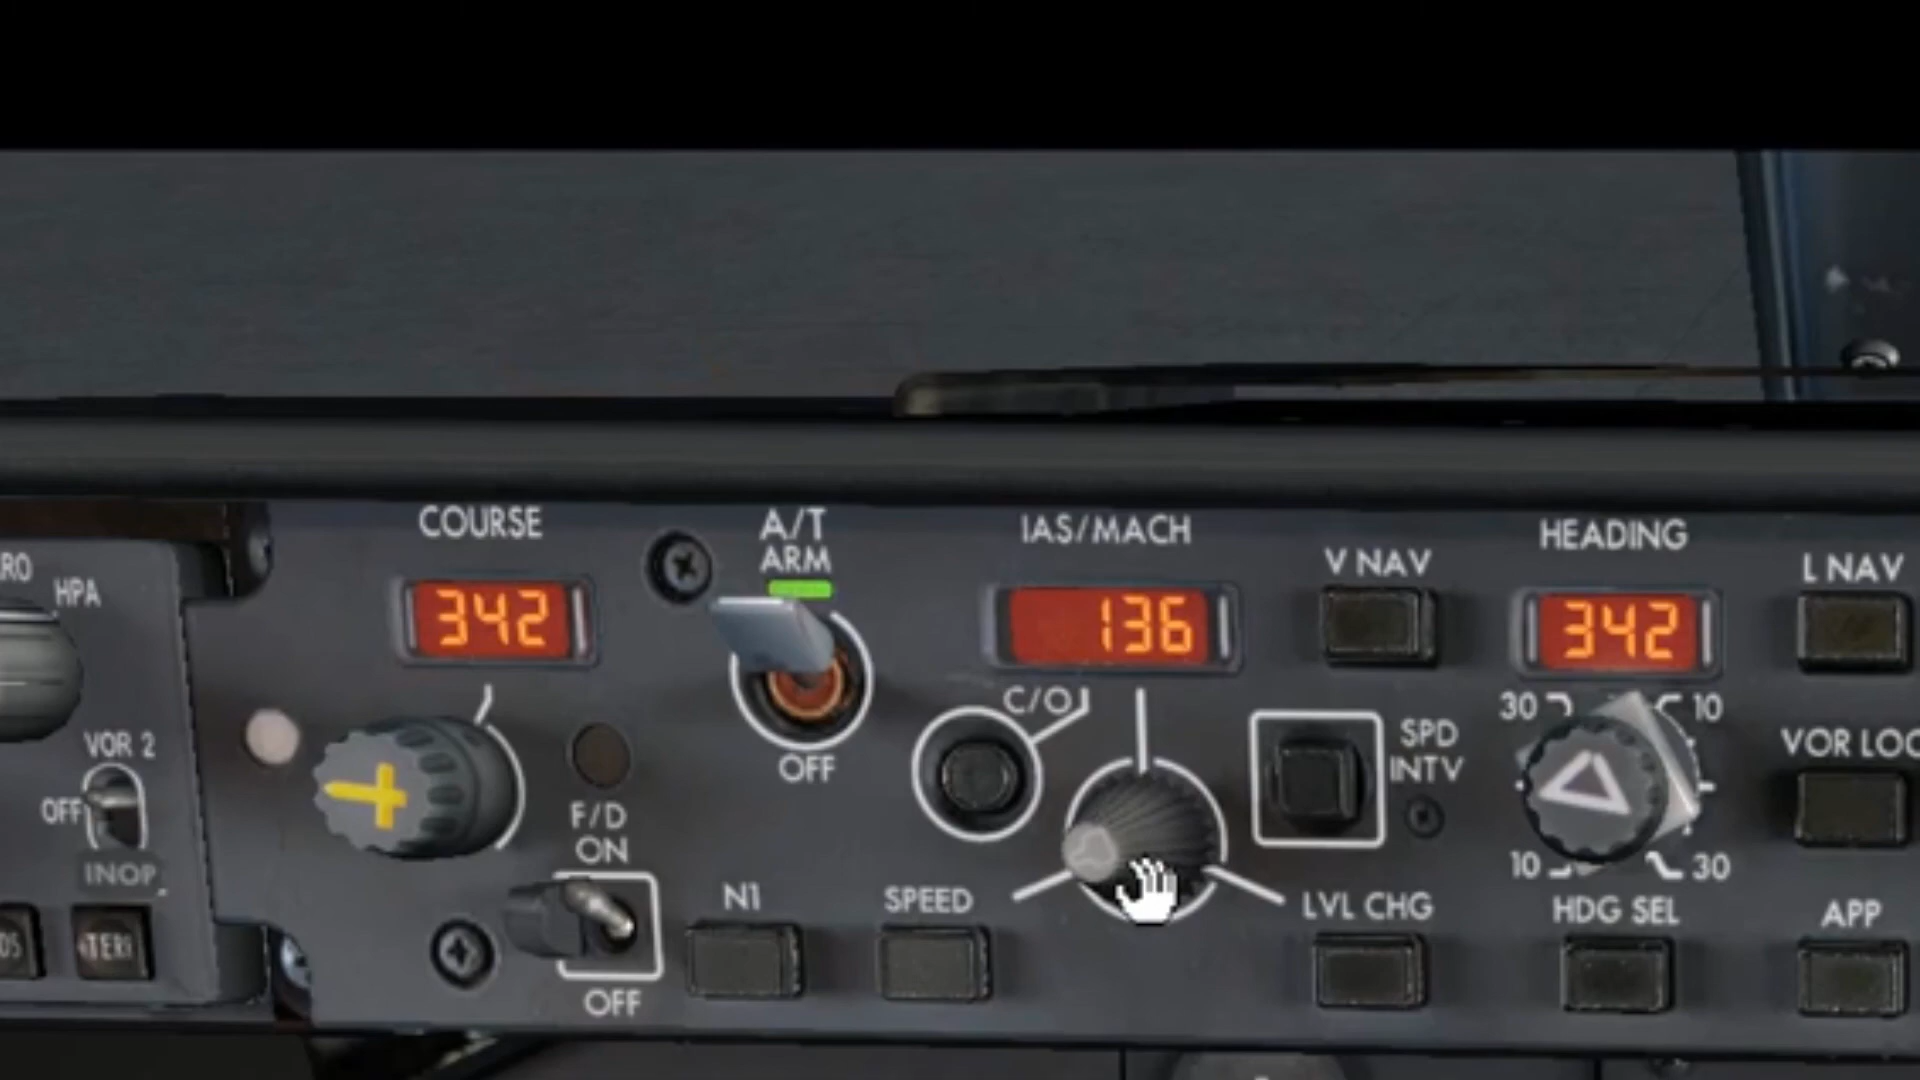 COURSE
A/T
ARM
IAS/MACH
V NAV
HEADING
L NAV
HPA
342
136
342
C/O
30
10
VOR 2
OFF
SPD
INTV
OFF
F/D
ON
INOP
10
30
N1
SPEED
LVL CHG
HDG SEL
APP
OFF